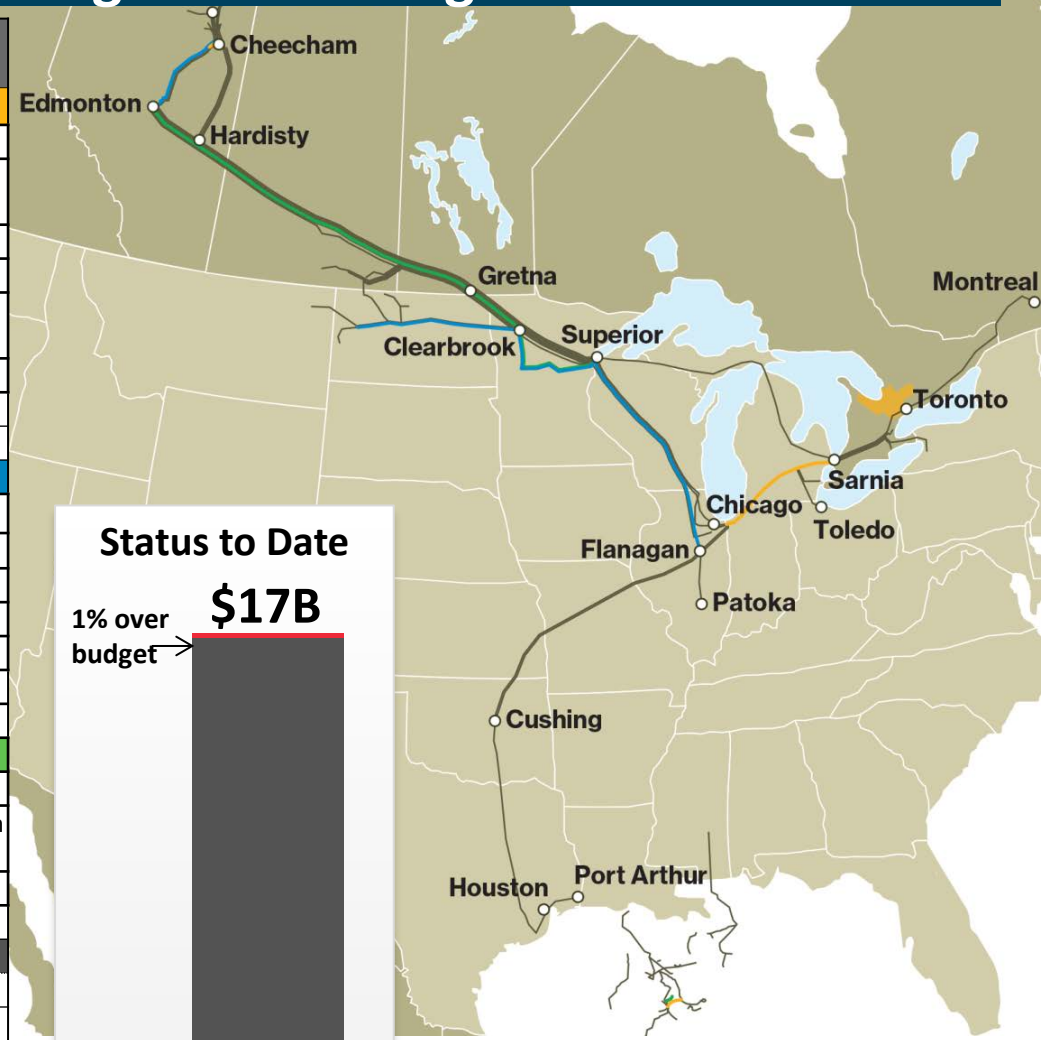 Cheecham
Edmonton
Hardisty
Gretna
Montreal
Superior
Clearbrook
Toronto
Sarnia
Chicago
Toledo
Flanagan
Patoka
Status to Date
$17B
1% over
budget
Cushing
Port Arthur
Houston